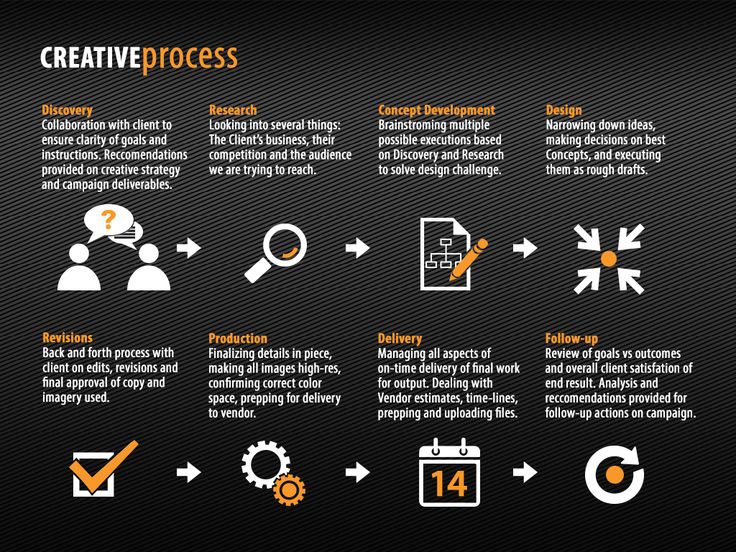 CREATIVEprocess
Discovery
Collaboration with client to
ensure clarity of goals and
instructions. Reccomendations
provided on creative strategy
and campaign deliverables.
Research
Looking into several things:
The Client's business, their
competition and the audience
we are trying to reach.
Concept Development
Brainstroming multiple
possible executions based
on Discovery and Research
to solve design challenge.
Design
Narrowing down ideas,
making decisions on best
Concepts, and executing
them as rough drafts.
?
Revisions
Back and forth process with
client on edits, revisions and
final approval of copy and
imagery used.
Production
Finalizing details in piece,
making all images high-res,
confirming correct color
space, prepping for delivery
to vendor.
Delivery
Managing all aspects of
on-time delivery of final work
for output. Dealing with
Vendor estimates, time-lines,
prepping and uploading files.
Follow-up
Review of goals vs outcomes
and overall client satisfation of
end result. Analysis and
reccomendations provided for
follow-up actions on campaign.
14